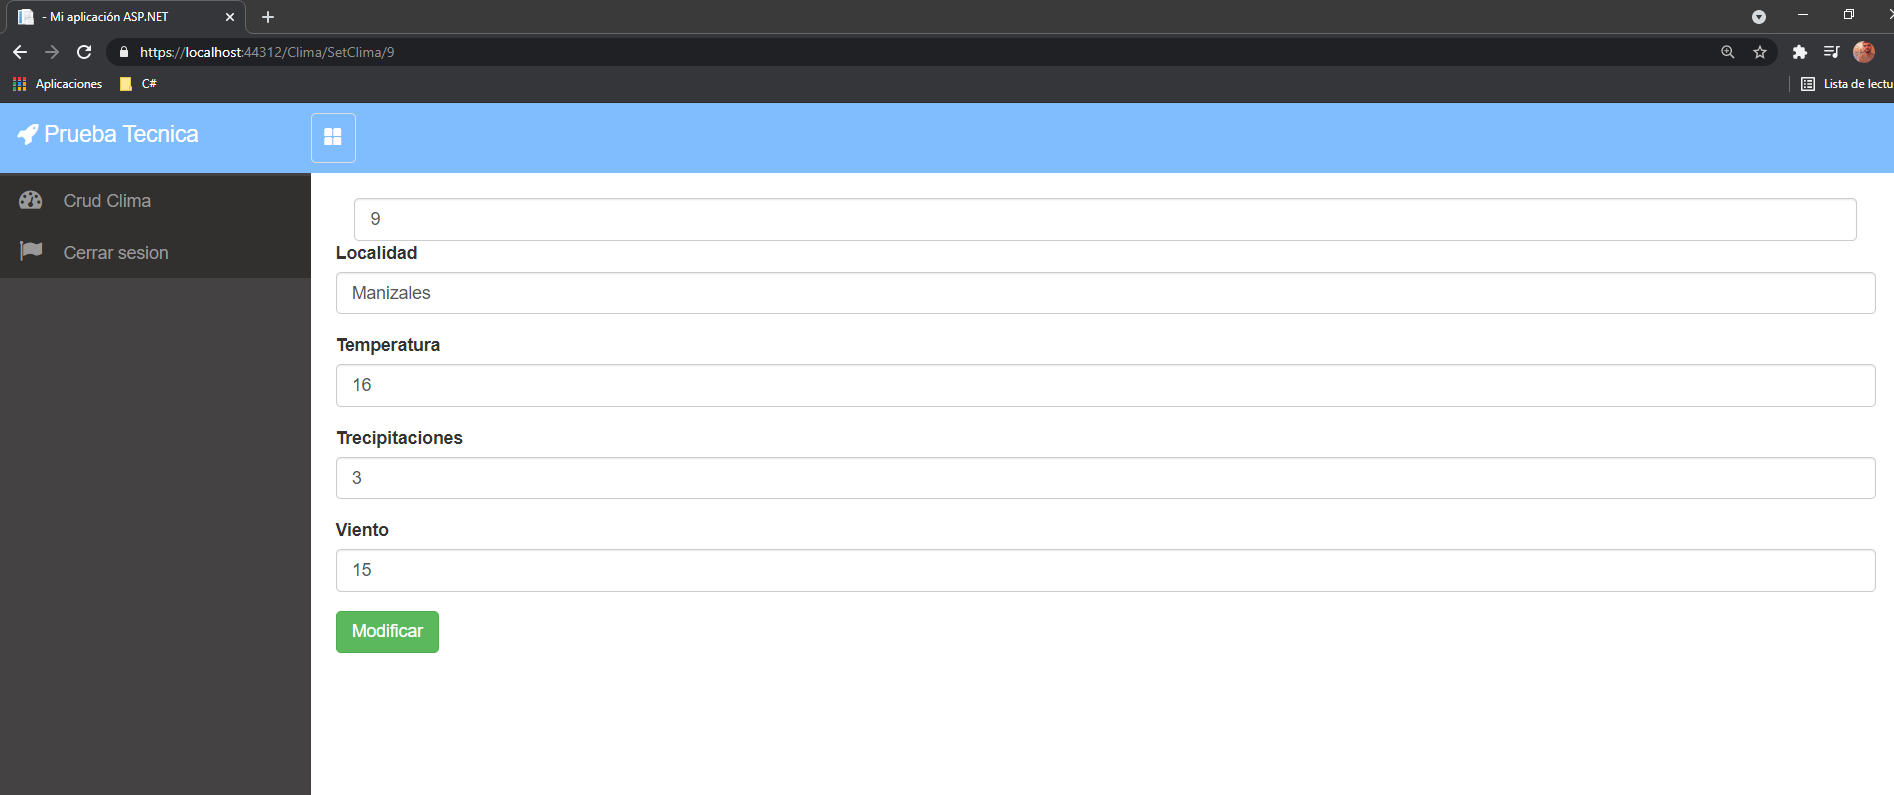 - Mi aplicación ASP.NET
https://localhost:44312/Clima/SetClima/9
Aplicaciones
C#
Lista de lectu
Prueba Tecnica
Crud Clima
Cerrar sesion
9
Localidad
Manizales
Temperatura
16
Trecipitaciones
3
Viento
15
Modificar